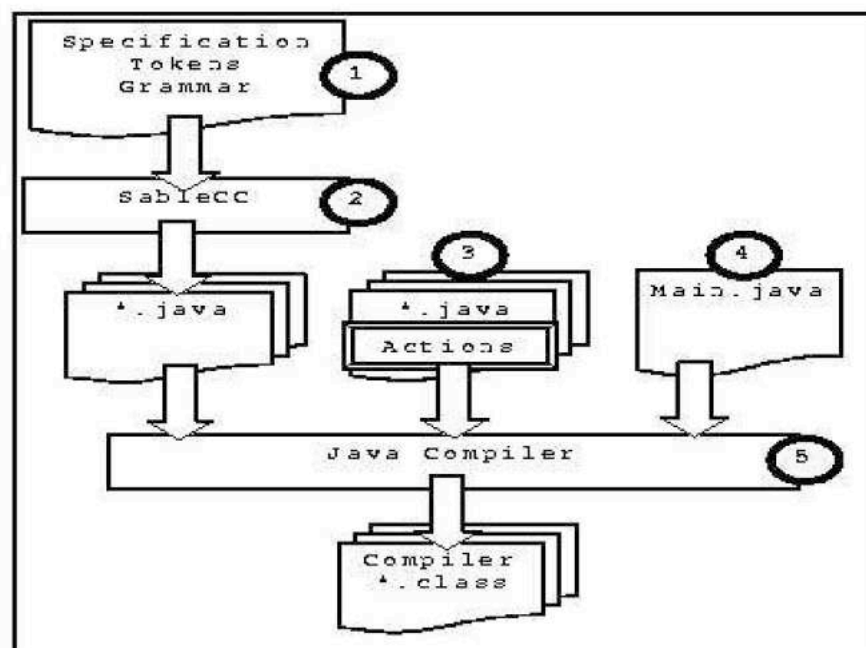 Specification
Tokens
Grammar
1
SableCC
2
3
4
*.java
*.java
Main.java
Actions
Java Compiler
5
Compiler
*.class